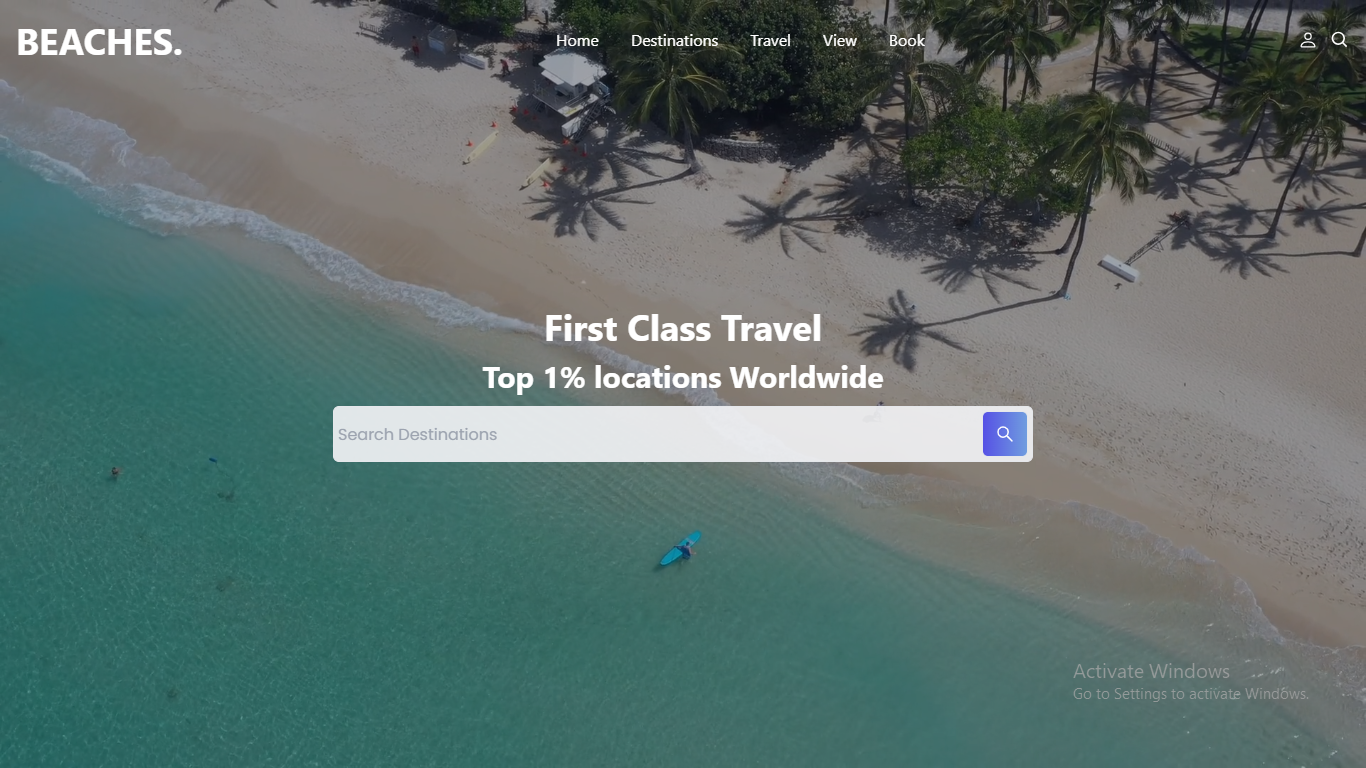 BEACHES.
Home
Destinations
Travel
View
Book
First Class Travel
Top 1% locations Worldwide
Search Destinations
Activate Windows
Go to Settings to activate Windows.